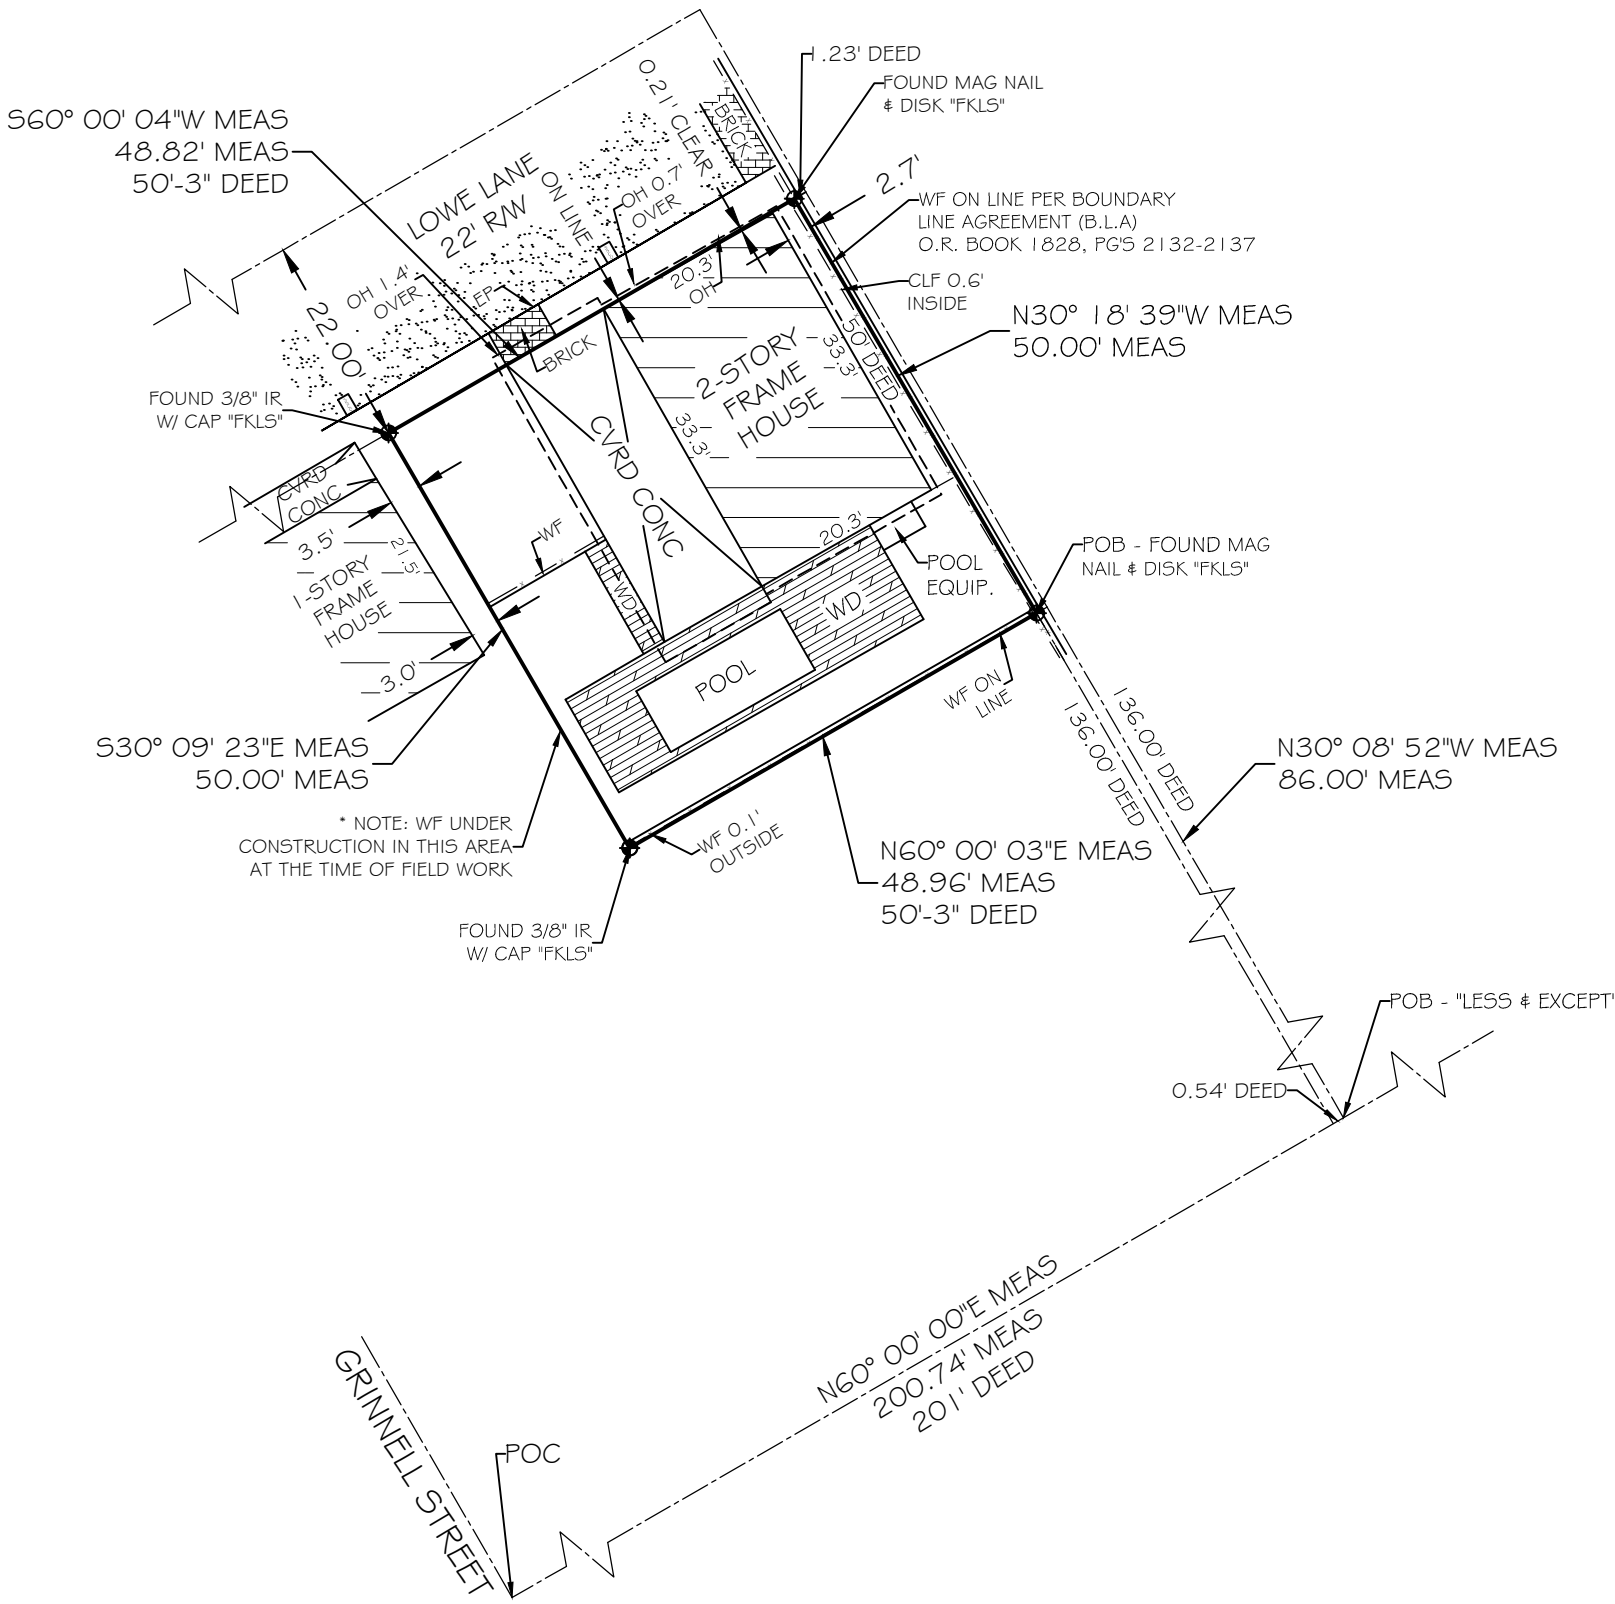 1.23' DEED
FOUND MAG NAIL
& DISK "FKLS"
S60° 00' 04"W MEAS
48.82' MEAS
50'-3" DEED
0.21' CLEAR
BRICK
LOWE LANE
22' R/W
ON LINE
OH 0.7'
OVER
2.7'
WF ON LINE PER BOUNDARY
LINE AGREEMENT (B.L.A)
O.R. BOOK 1828, PG'S 2132-2137
OH 1.4'
OVER
EP
20.3'
OH
CLF 0.6'
INSIDE
22.00'
BRICK
N30° 18' 39"W MEAS
50.00' MEAS
50' DEED
33.3'
2-STORY
FRAME
HOUSE
FOUND 3/8" IR
W/ CAP "FKLS"
CVRD CONC
33.3'
CVRD
CONC
3.5'
21.5'
1-STORY
FRAME
HOUSE
3.0'
WF
WD
20.3'
POOL
EQUIP.
WD
POOL
POB - FOUND MAG
NAIL & DISK "FKLS"
WF ON
LINE
S30° 09' 23"E MEAS
50.00' MEAS
136.00' DEED
136.00' DEED
N30° 08' 52"W MEAS
86.00' MEAS
* NOTE: WF UNDER
CONSTRUCTION IN THIS AREA
AT THE TIME OF FIELD WORK
WF 0.1'
OUTSIDE
N60° 00' 03"E MEAS
48.96' MEAS
50'-3" DEED
FOUND 3/8" IR
W/ CAP "FKLS"
POB - "LESS & EXCEPT'
0.54' DEED
N60° 00' 00"E MEAS
200.74' MEAS
201' DEED
GRINNELL STREET
POC